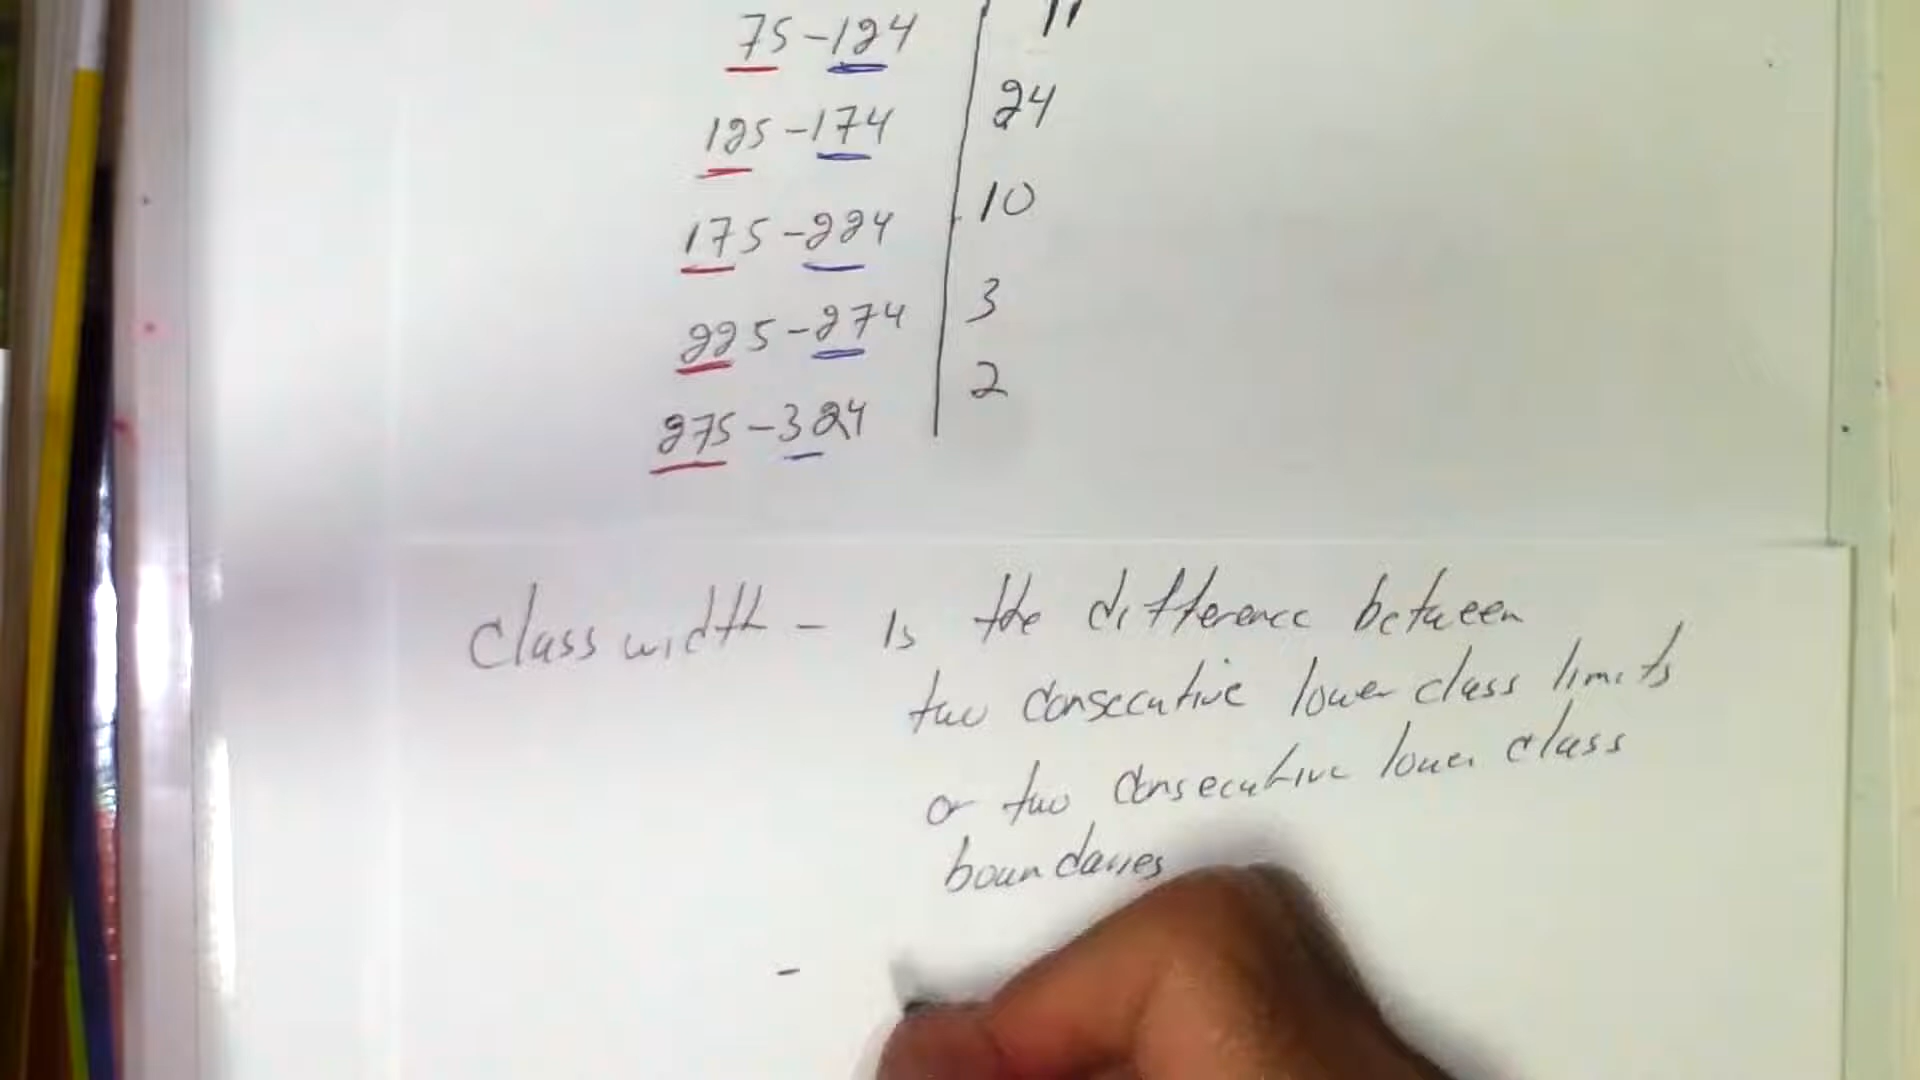 75-124 11
125-174 24
175-224 10
225-274 3
275-324 2
class width - is the difference between
two consecutive lower class limits
or two consecutive lower class
boundaries
-